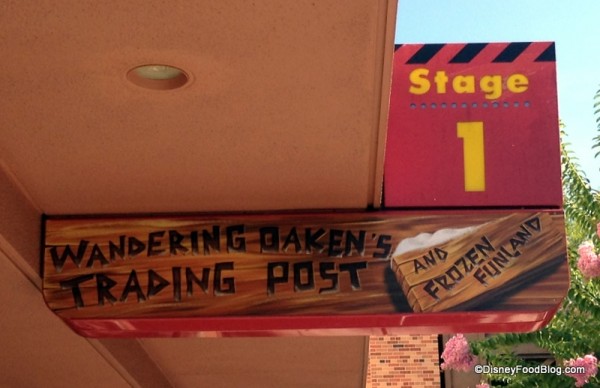 Stage
1
WANDERING OAKEN'S
TRADING POST
AND
FROZEN
FUNLAND
©DisneyFoodBlog.com